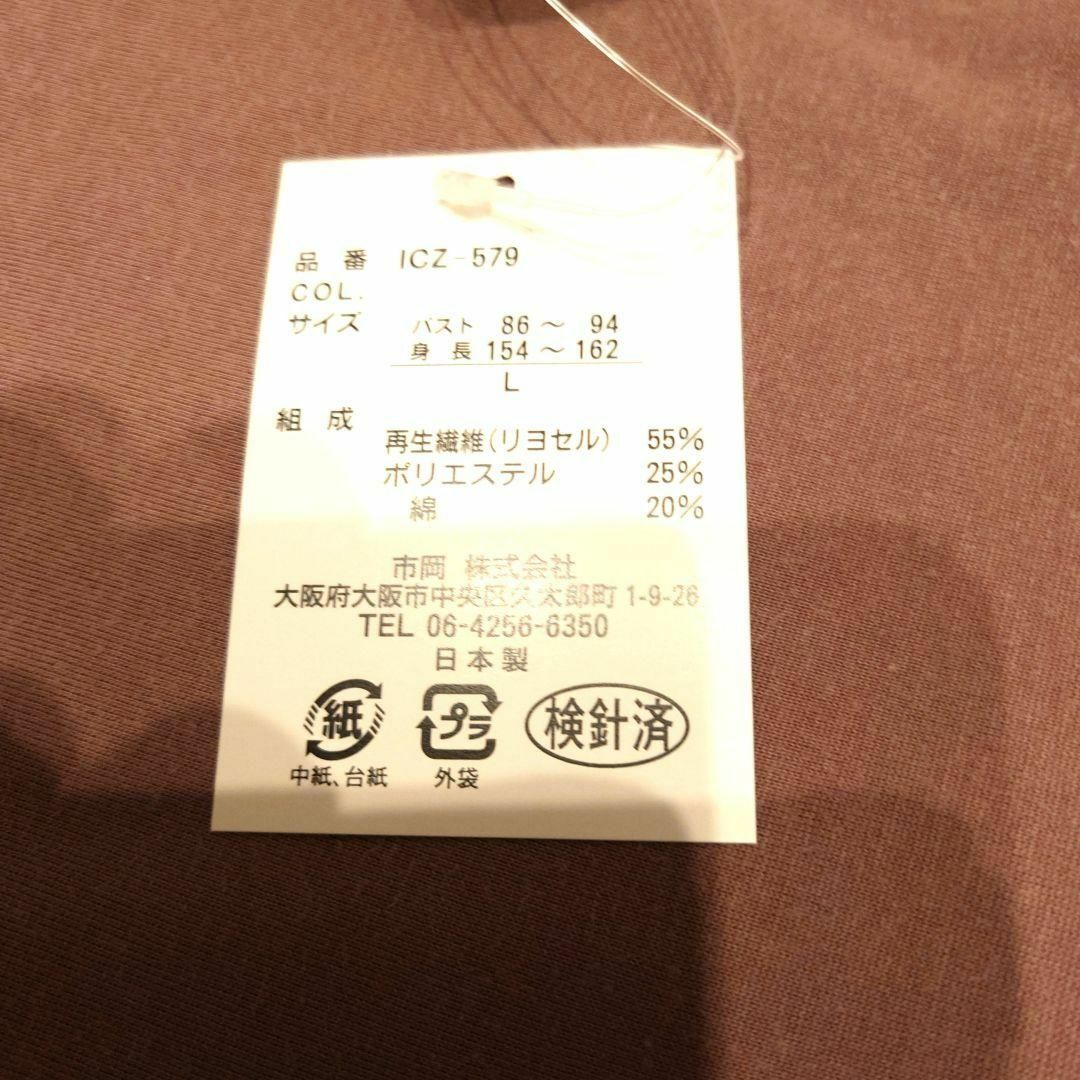 品番 ICZ-579
COL.
サイズ バスト 86～94
身長 154～162
L
組成
再生繊維(リヨセル) 55%
ポリエステル 25%
綿 20%
市岡 株式会社
大阪府大阪市中央区久太郎町 1-9-26
TEL 06-4256-6350
日本製
紙 プラ 検針済
中紙、台紙 外袋